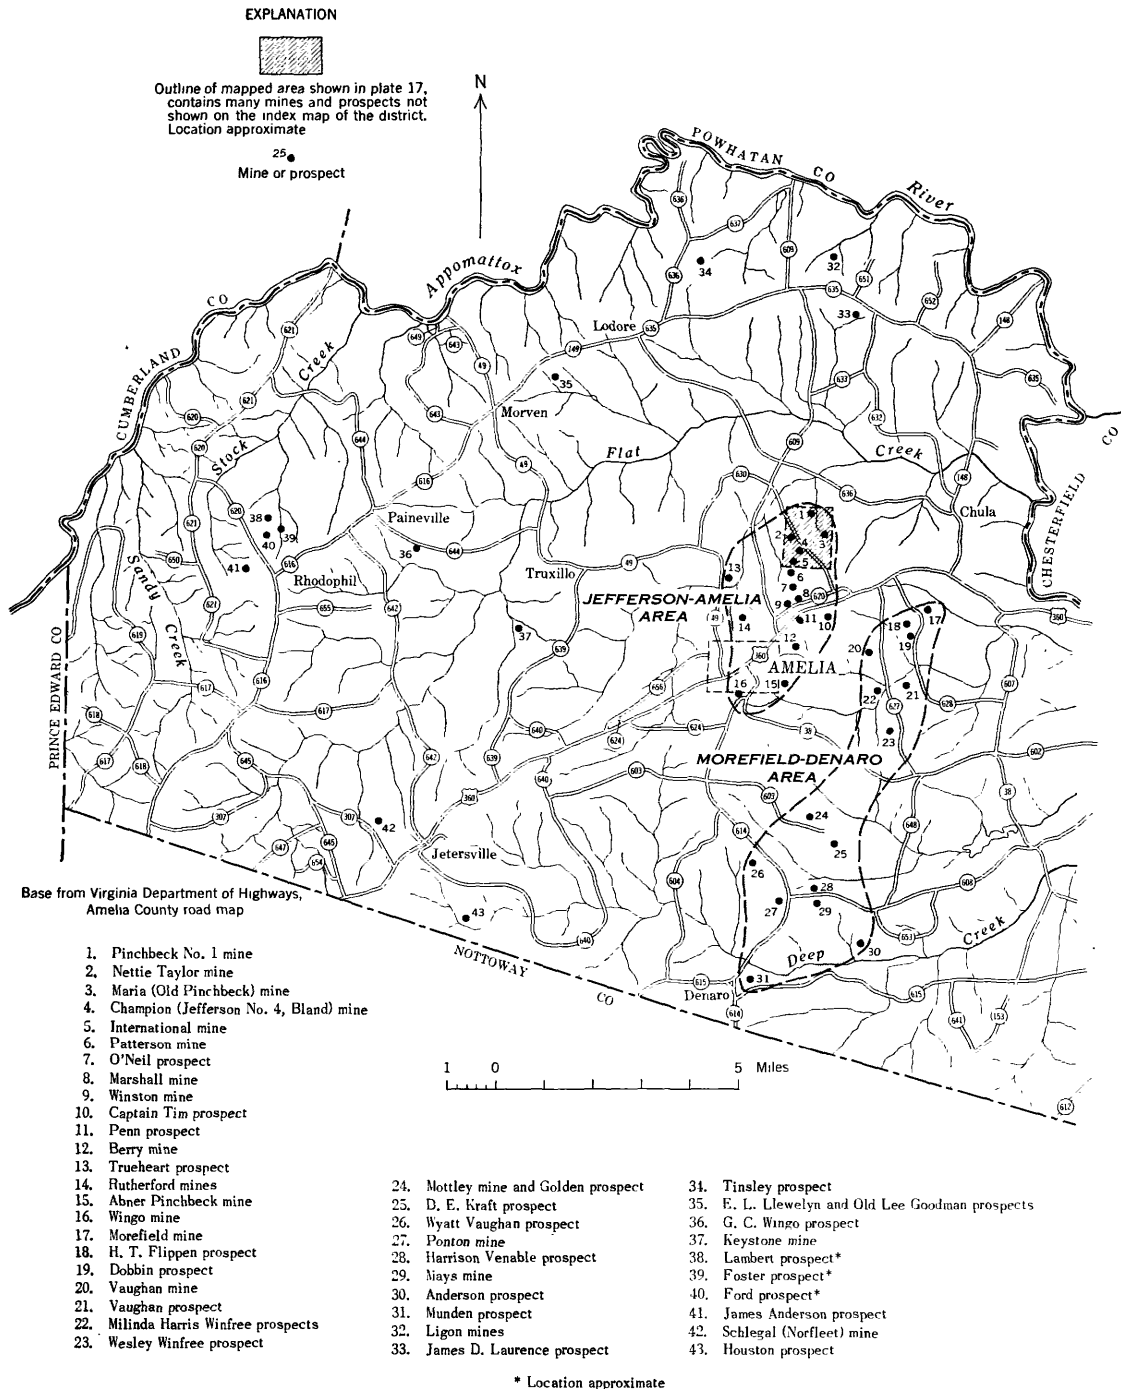 EXPLANATION
Outline of mapped area shown in plate 17,
contains many mines and prospects not
shown on the index map of the district.
Location approximate
25
Mine or prospect
N
POWHATAN CO
River
Appomattox
CUMBERLAND CO
Lodore
Morven
Stock Creek
Flat Creek
Paineville
Chula
CHESTERFIELD CO
Rhodophil
Truxillo
Sandy Creek
JEFFERSON-AMELIA
AREA
AMELIA
PRINCE EDWARD CO
MOREFIELD-DENARO
AREA
Jetersville
Deep Creek
NOTTOWAY CO
Denaro
Base from Virginia Department of Highways,
Amelia County road map
1 0 5 Miles
1. Pinchbeck No. 1 mine
2. Nettie Taylor mine
3. Maria (Old Pinchbeck) mine
4. Champion (Jefferson No. 4, Bland) mine
5. International mine
6. Patterson mine
7. O'Neil prospect
8. Marshall mine
9. Winston mine
10. Captain Tim prospect
11. Penn prospect
12. Berry mine
13. Trueheart prospect
14. Rutherford mines
15. Abner Pinchbeck mine
16. Wingo mine
17. Morefield mine
18. H. T. Flippen prospect
19. Dobbin prospect
20. Vaughan mine
21. Vaughan prospect
22. Milinda Harris Winfree prospects
23. Wesley Winfree prospect
24. Mottley mine and Golden prospect
25. D. E. Kraft prospect
26. Wyatt Vaughan prospect
27. Ponton mine
28. Harrison Venable prospect
29. Mays mine
30. Anderson prospect
31. Munden prospect
32. Ligon mines
33. James D. Laurence prospect
34. Tinsley prospect
35. E. L. Llewelyn and Old Lee Goodman prospects
36. G. C. Wingo prospect
37. Keystone mine
38. Lambert prospect*
39. Foster prospect*
40. Ford prospect*
41. James Anderson prospect
42. Schlegal (Norfleet) mine
43. Houston prospect
* Location approximate